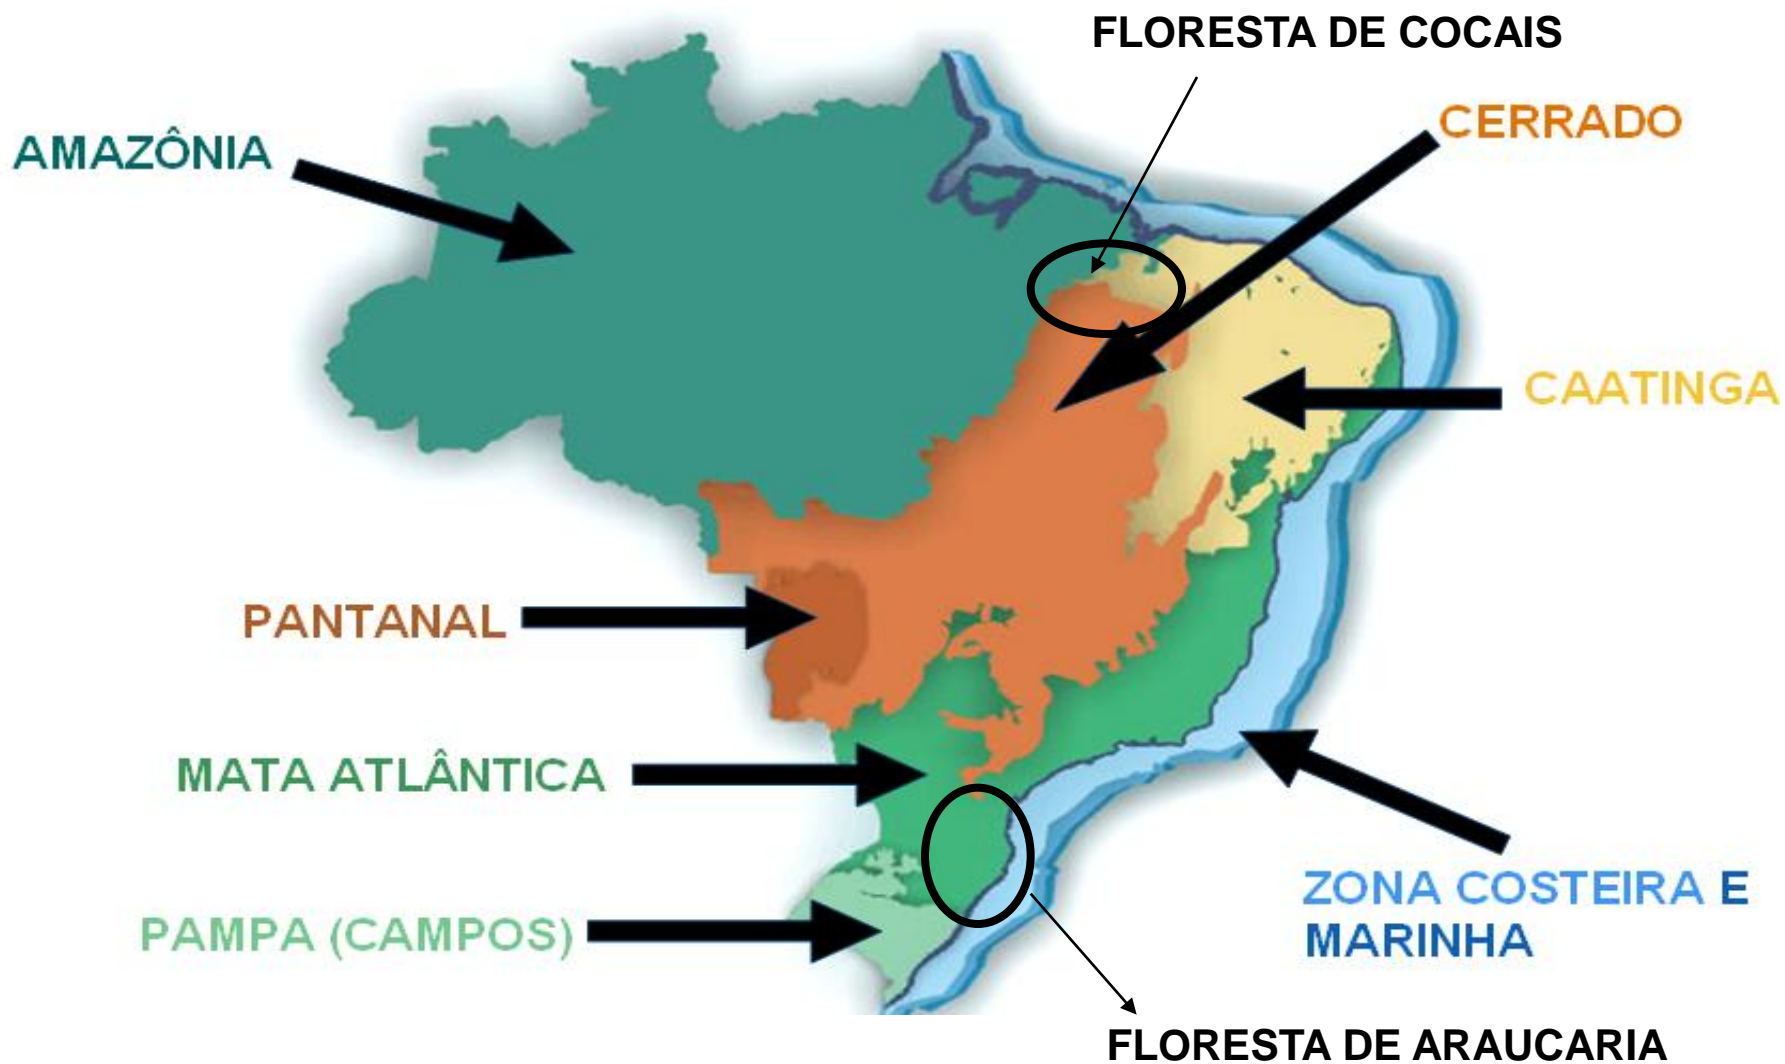 FLORESTA DE COCAIS
CERRADO
AMAZÔNIA
CAATINGA
PANTANAL
MATA ATLÂNTICA
ZONA COSTEIRA E
MARINHA
PAMPA (CAMPOS)
FLORESTA DE ARAUCARIA